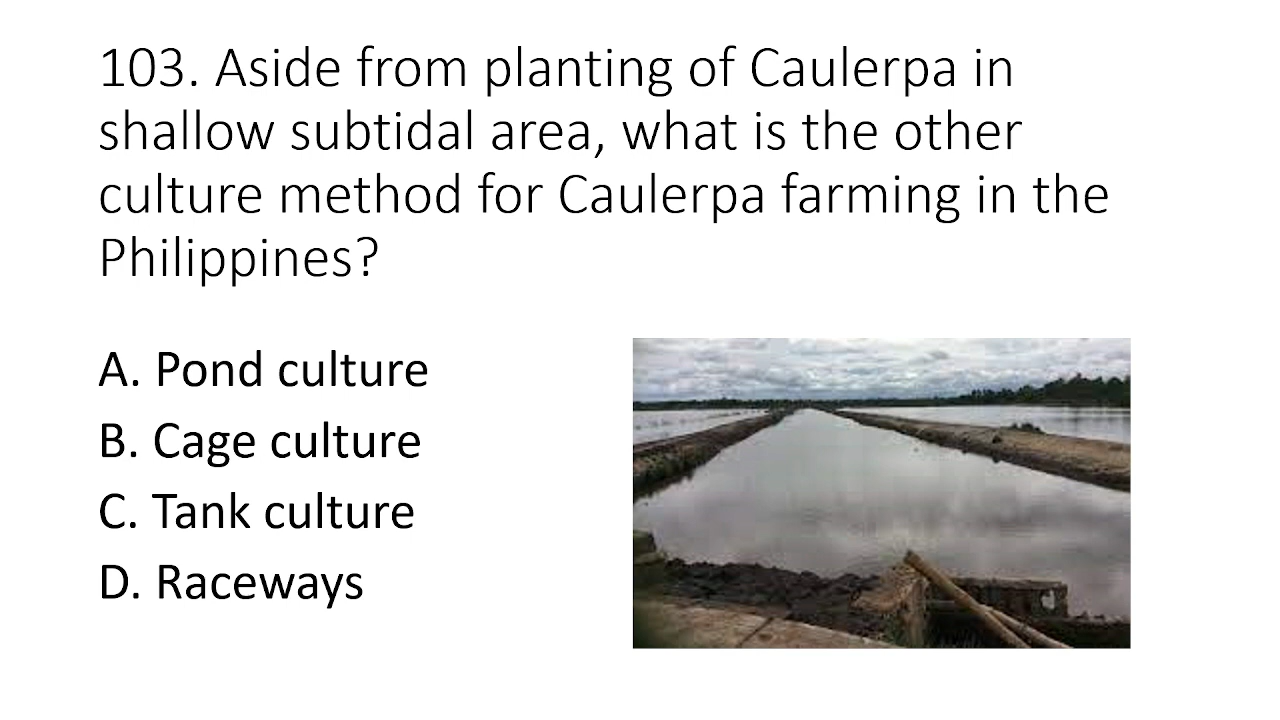 103. Aside from planting of Caulerpa in
shallow subtidal area, what is the other
culture method for Caulerpa farming in the
Philippines?
A. Pond culture
B. Cage culture
C. Tank culture
D. Raceways